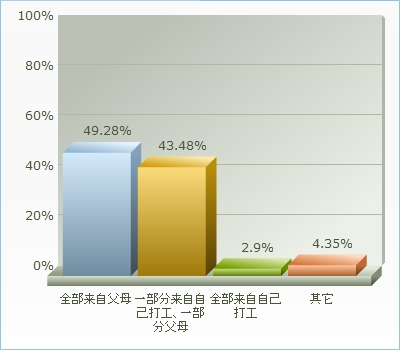 100%
80%
60%
40%
20%
0%
49.28%
43.48%
2.9%
4.35%
全部来自父母
一部分来自自
己打工、一部
分父母
全部来自自己
打工
其它